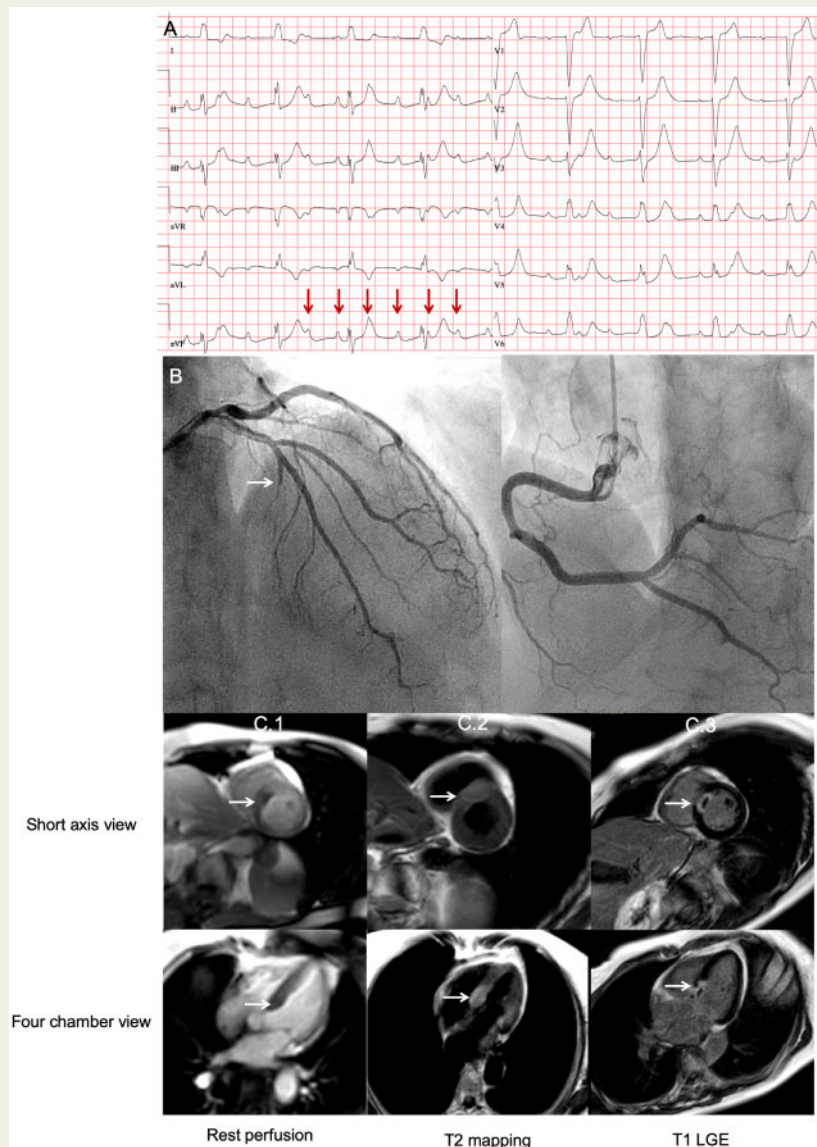 A
I
V1
II
V2
III
V3
aVR
V4
aVL
V5
aVF
V6
B
C.1
C.2
C.3
Short axis view
Four chamber view
Rest perfusion
T2 mapping
T1 LGE